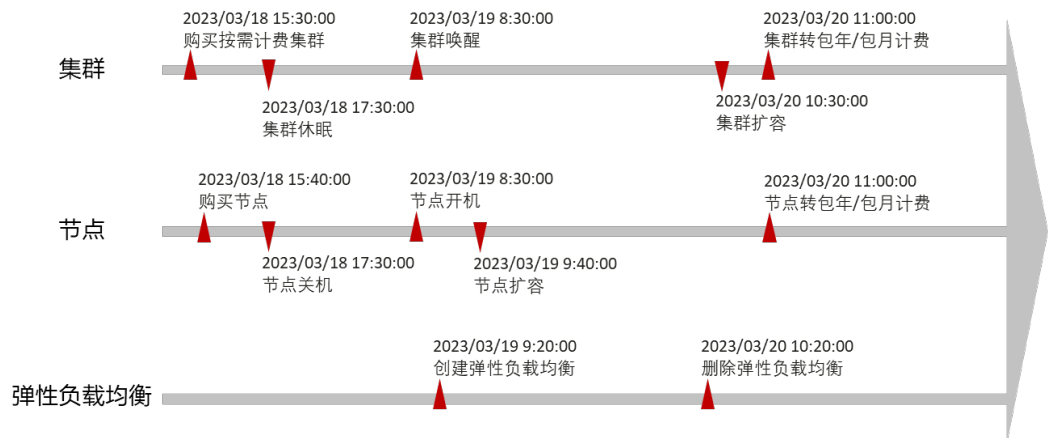 2023/03/18 15:30:00
购买按需计费集群
2023/03/19 8:30:00
集群唤醒
2023/03/20 11:00:00
集群转包年/包月计费
集群
2023/03/18 17:30:00
集群休眠
2023/03/20 10:30:00
集群扩容
2023/03/18 15:40:00
购买节点
2023/03/19 8:30:00
节点开机
2023/03/20 11:00:00
节点转包年/包月计费
节点
2023/03/18 17:30:00
节点关机
2023/03/19 9:40:00
节点扩容
2023/03/19 9:20:00
创建弹性负载均衡
2023/03/20 10:20:00
删除弹性负载均衡
弹性负载均衡